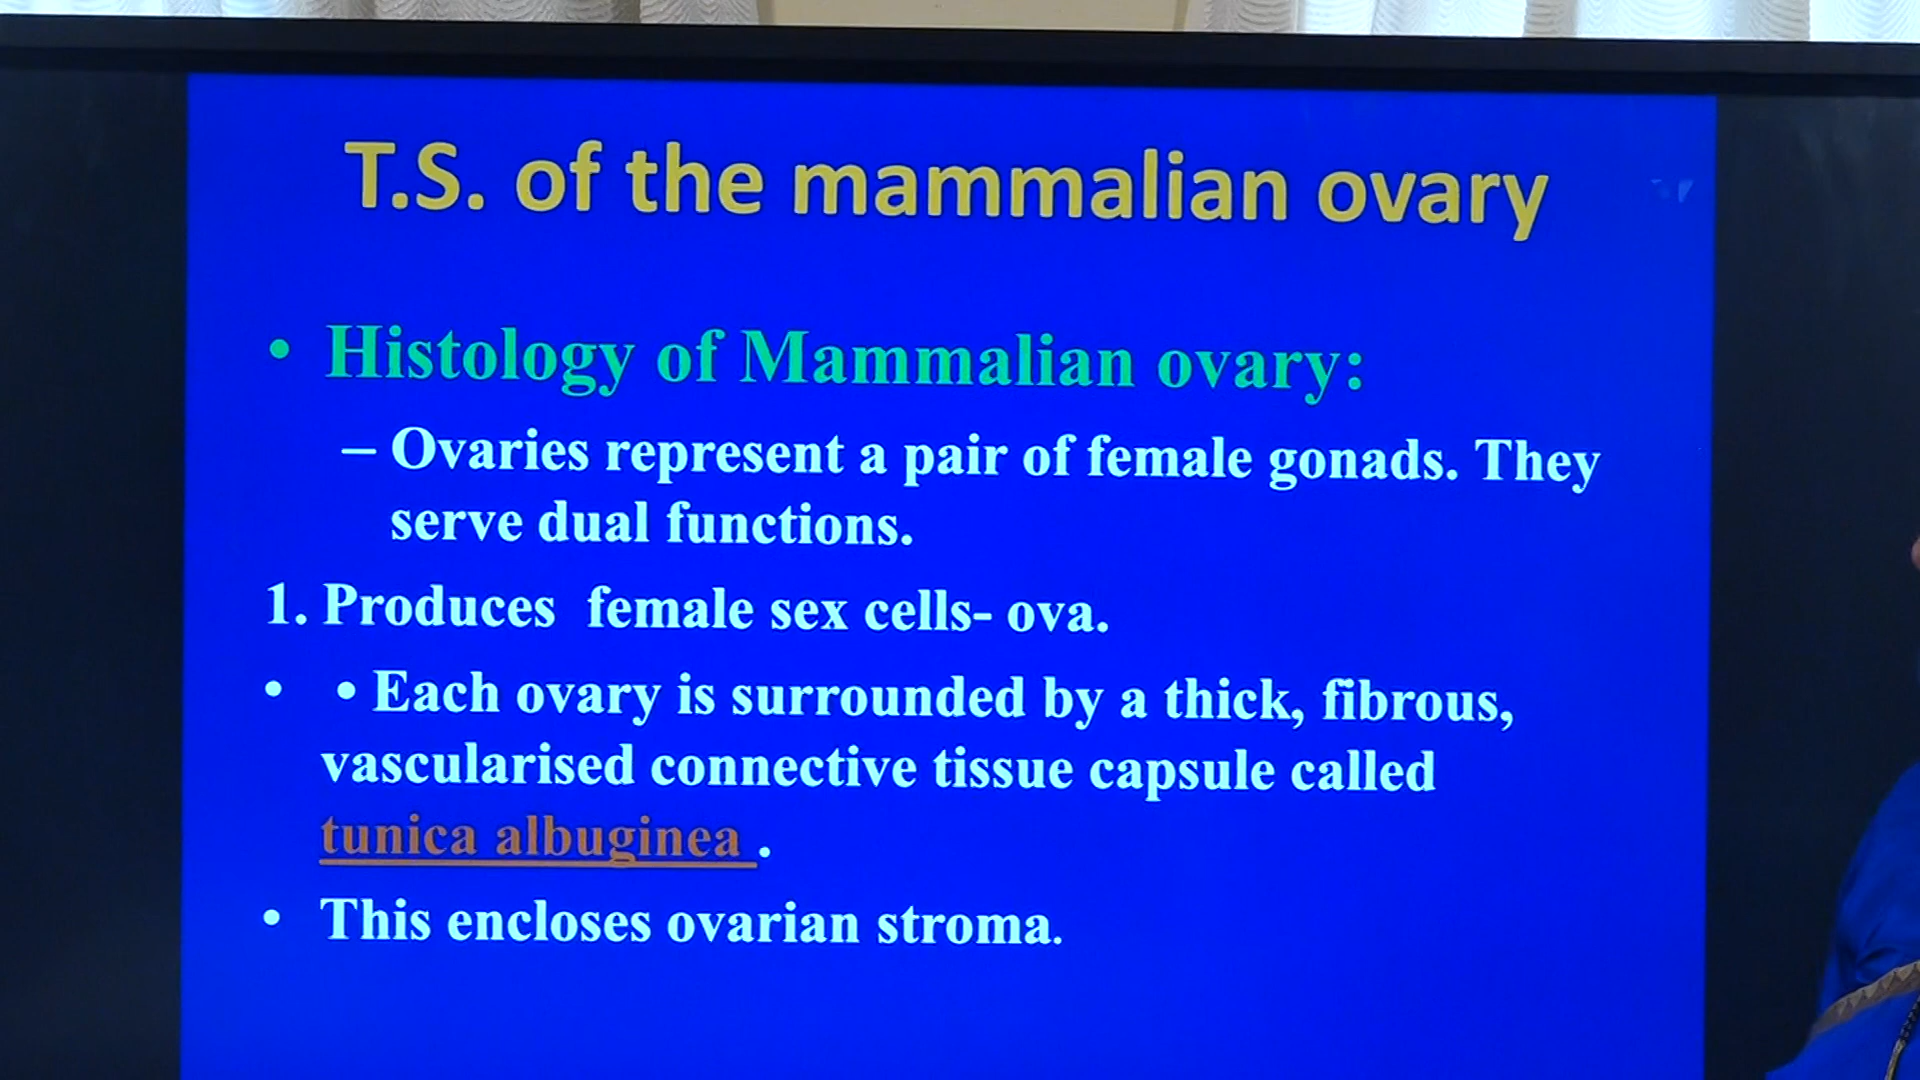 T.S. of the mammalian ovary
• Histology of Mammalian ovary:
– Ovaries represent a pair of female gonads. They
serve dual functions.
1. Produces female sex cells- ova.
• • Each ovary is surrounded by a thick, fibrous,
vascularised connective tissue capsule called
tunica albuginea .
• This encloses ovarian stroma.